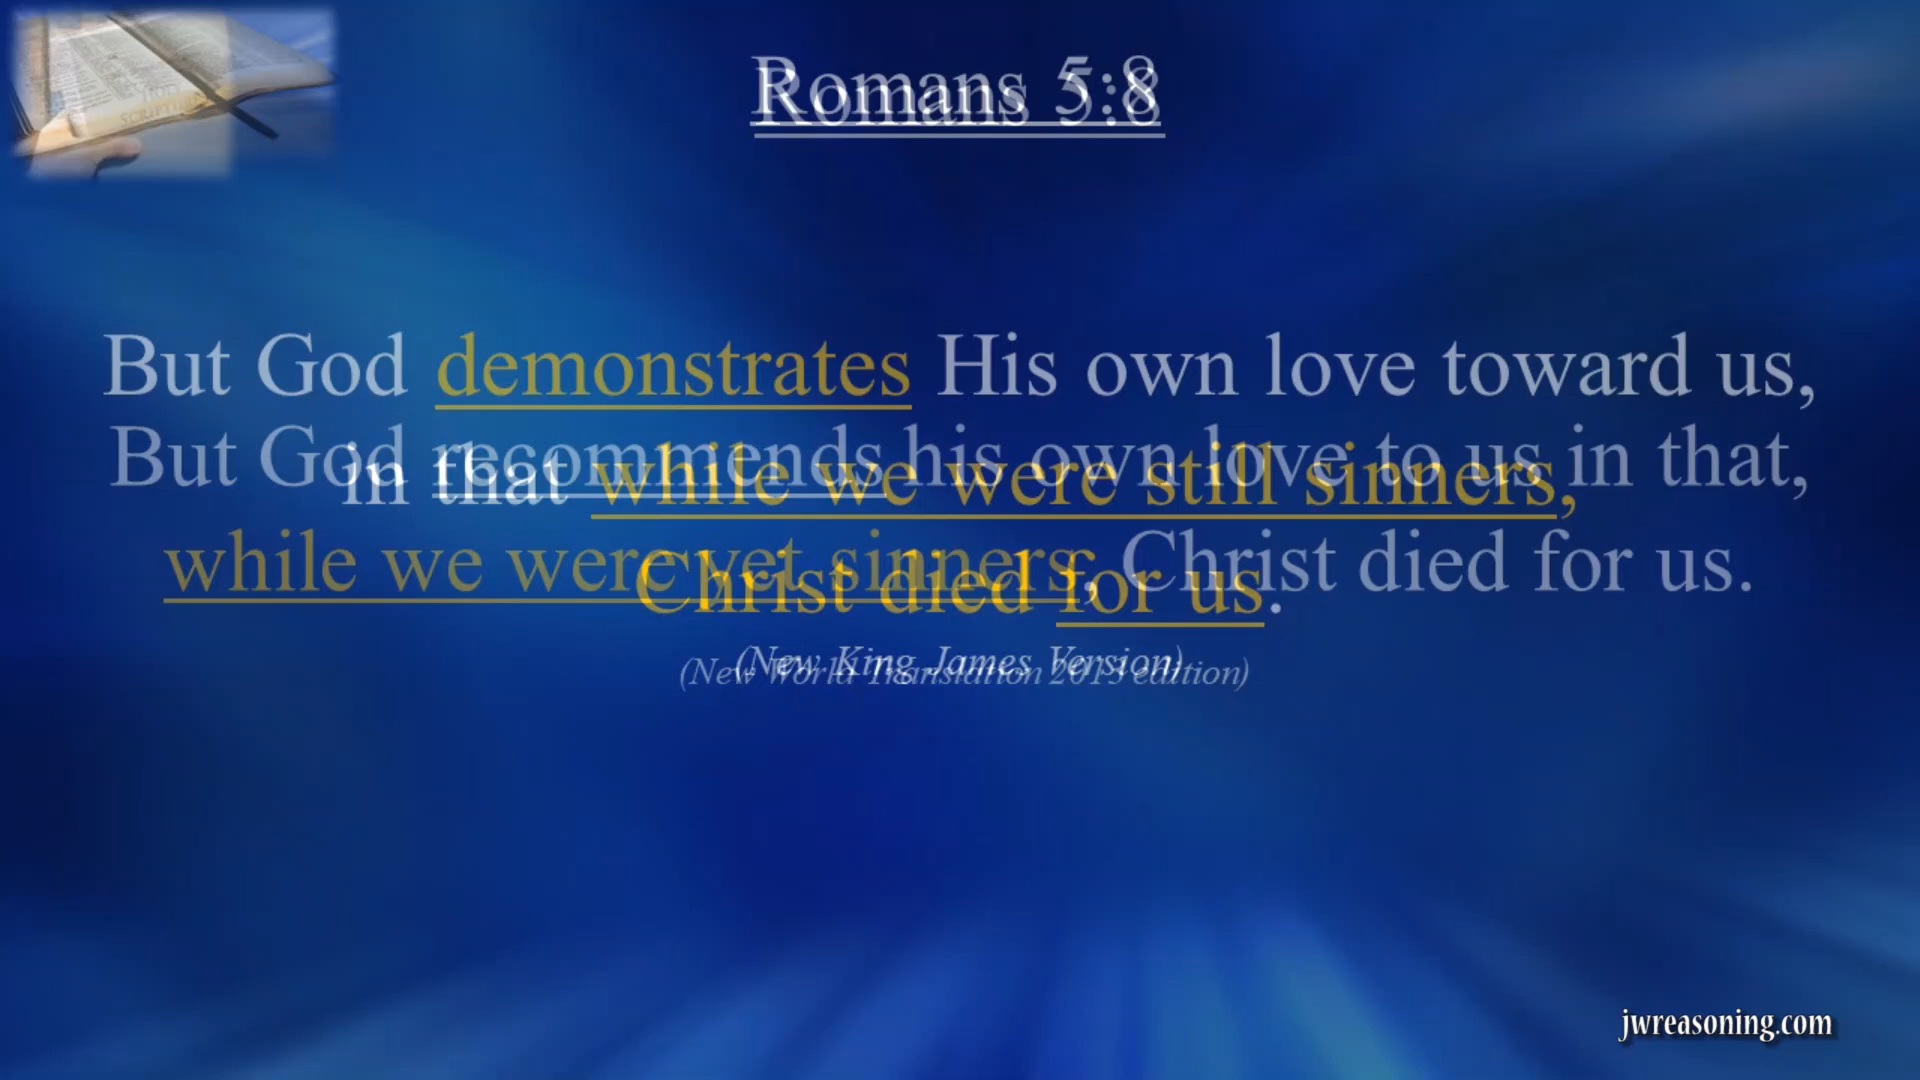 Romans 5:8
But God demonstrates His own love toward us,
in that while we were still sinners,
Christ died for us.
(New King James Version)
But God recommends his own love to us in that,
while we were yet sinners, Christ died for us.
(New World Translation 2013 edition)
jwreasoning.com